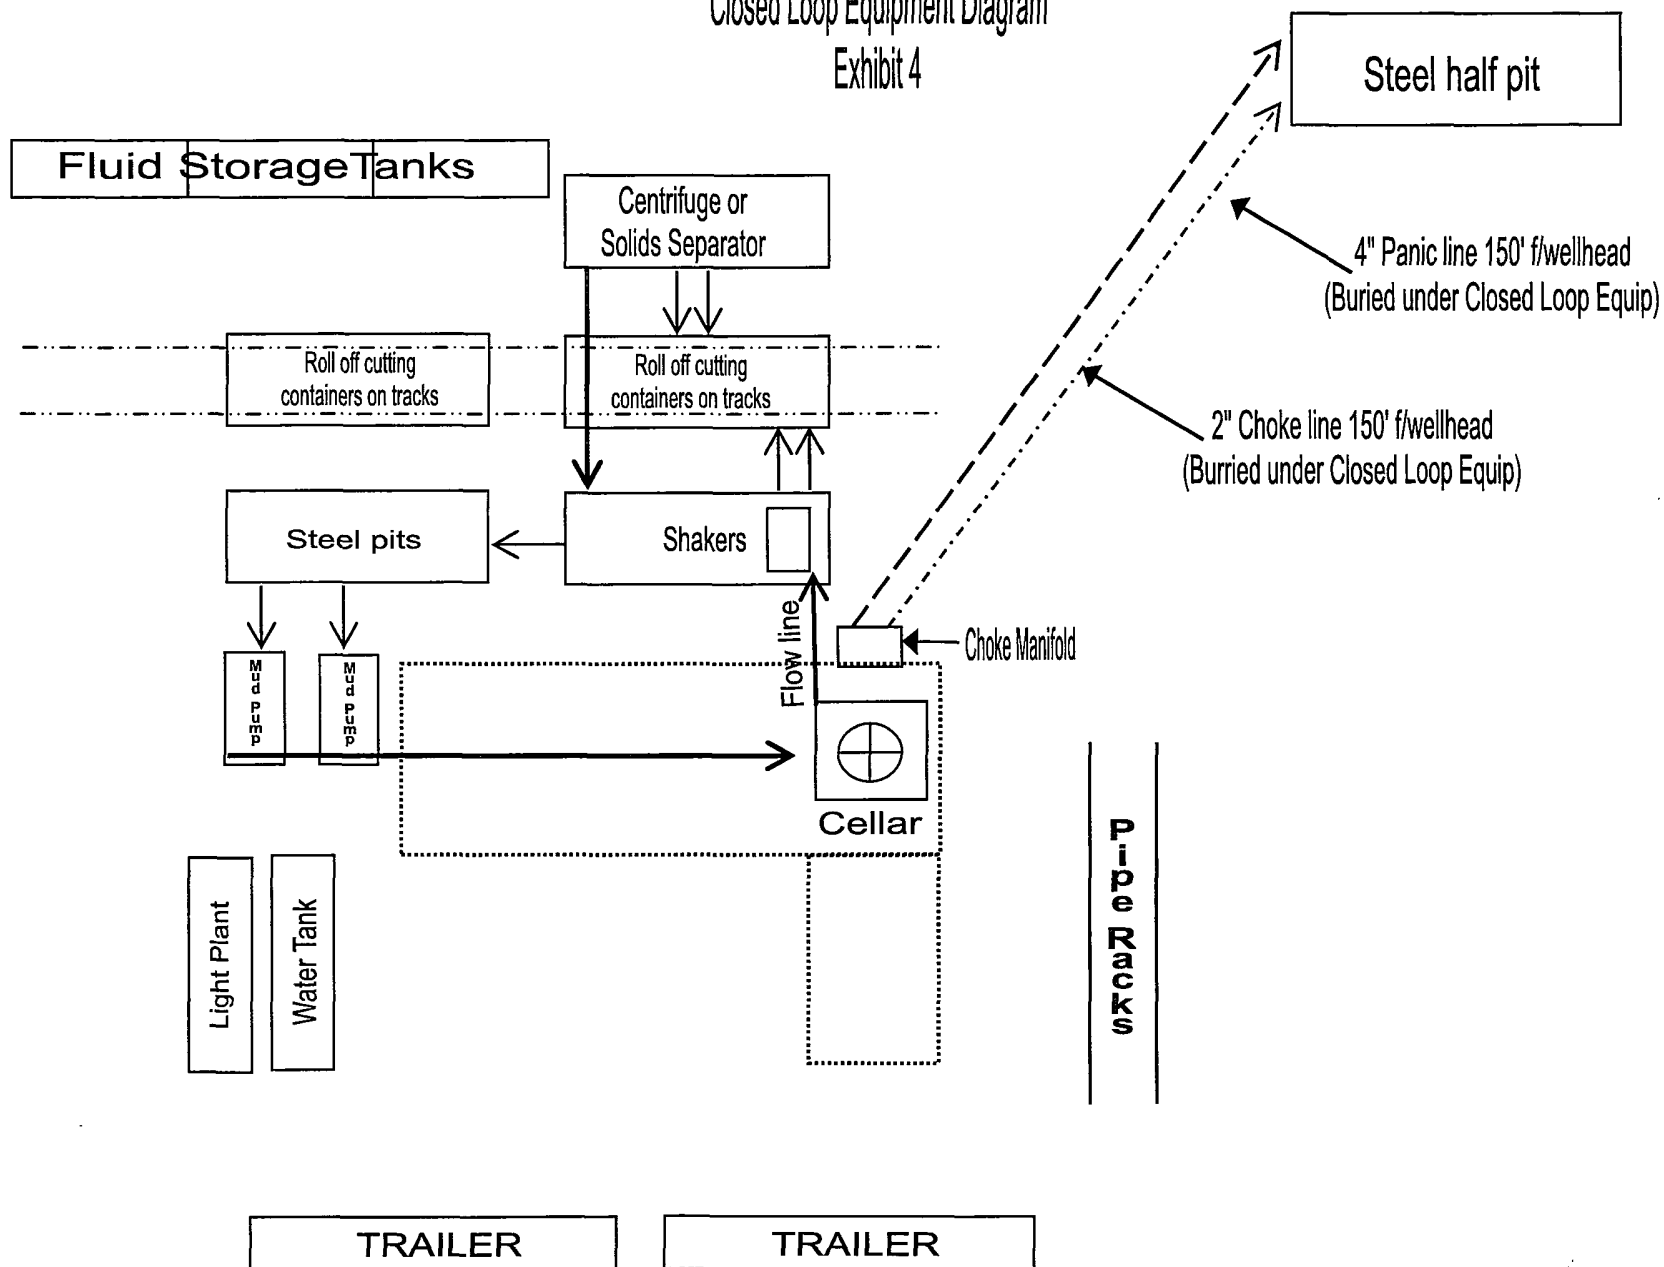 Closed Loop Equipment Diagram
Exhibit 4
Steel half pit
Fluid StorageTanks
Centrifuge or
Solids Separator
4" Panic line 150' f/wellhead
(Buried under Closed Loop Equip)
Roll off cutting
containers on tracks
Roll off cutting
containers on tracks
2" Choke line 150' f/wellhead
(Burried under Closed Loop Equip)
Steel pits
Shakers
Flow line
Choke Manifold
Mud Pump
Mud Pump
Cellar
Pipe Racks
Light Plant
Water Tank
TRAILER
TRAILER